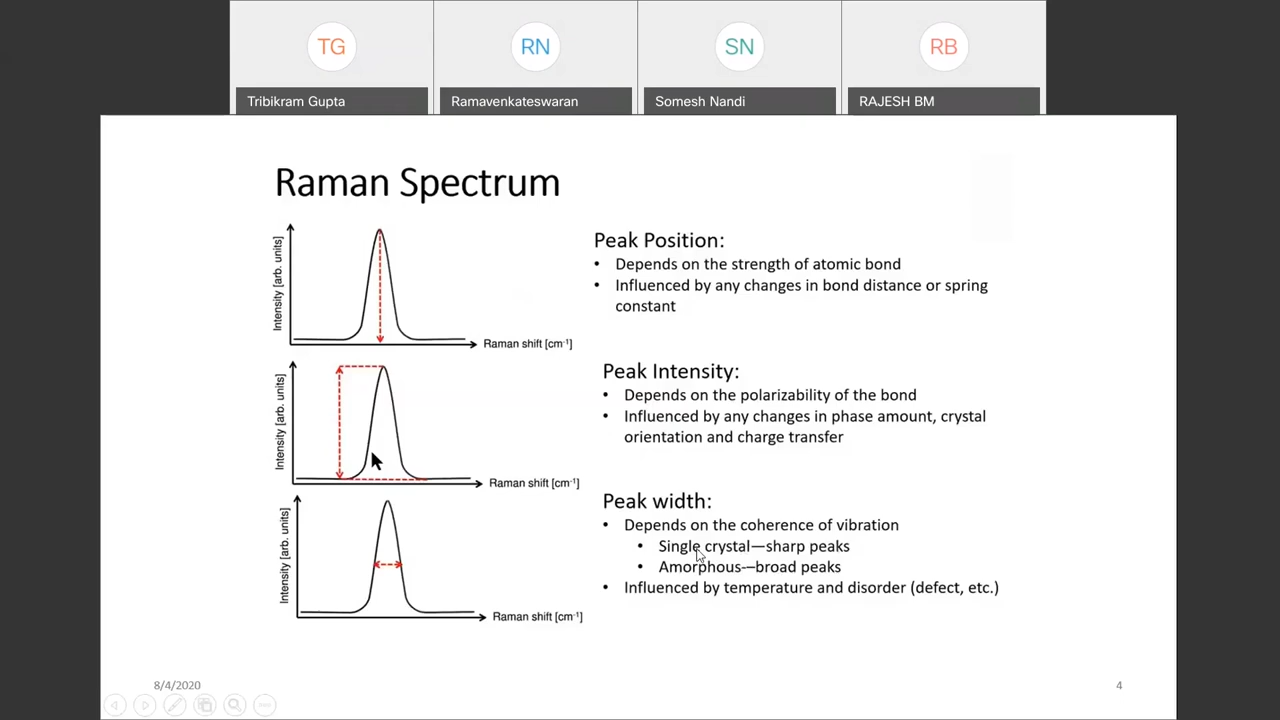 TG
RN
SN
RB
Tribikram Gupta
Ramavenkateswaran
Somesh Nandi
RAJESH BM
Raman Spectrum
Intensity [arb. units]
Raman shift [cm-1]
Peak Position:
• Depends on the strength of atomic bond
• Influenced by any changes in bond distance or spring
constant
Intensity [arb. units]
Raman shift [cm-1]
Peak Intensity:
• Depends on the polarizability of the bond
• Influenced by any changes in phase amount, crystal
orientation and charge transfer
Intensity [arb. units]
Raman shift [cm-1]
Peak width:
• Depends on the coherence of vibration
• Single crystal—sharp peaks
• Amorphous-–broad peaks
• Influenced by temperature and disorder (defect, etc.)
8/4/2020
4